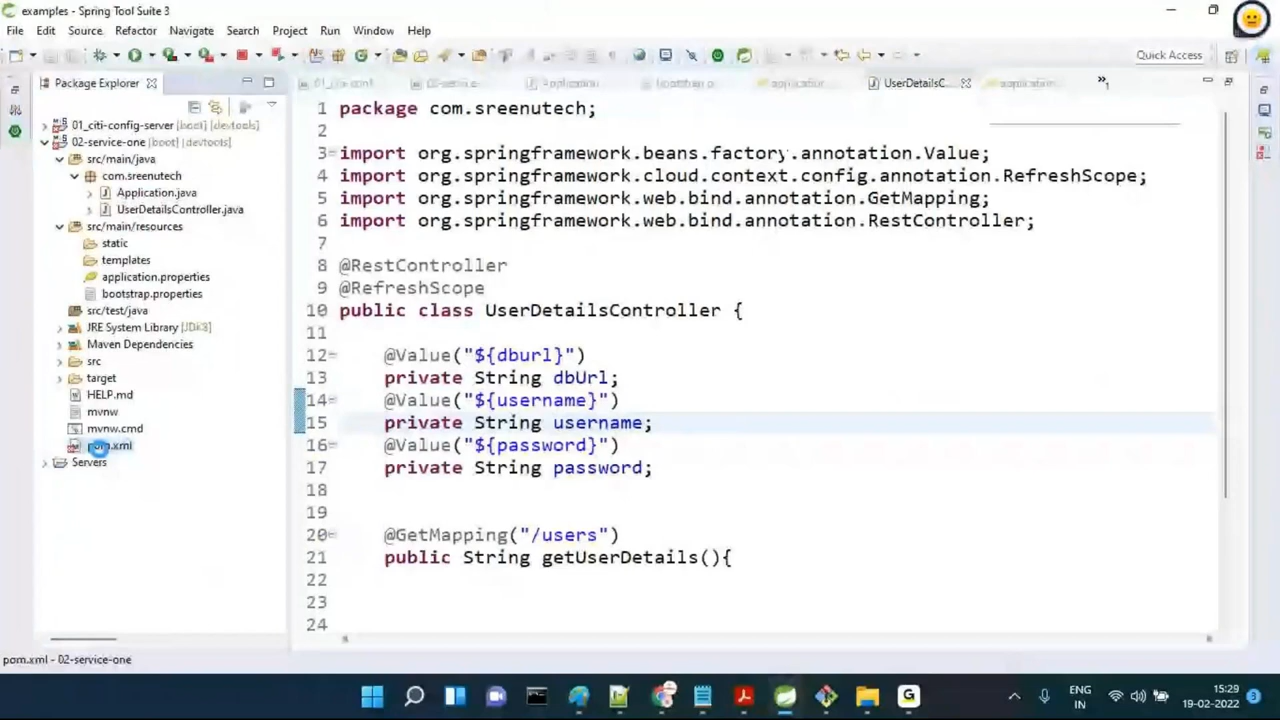 examples - Spring Tool Suite 3
File Edit Source Refactor Navigate Search Project Run Window Help
Quick Access
Package Explorer
02-service-
Application
bootstrap.p
application
UserDetailsC...
application
»1
01_citi-config-server [boot] [devtools]
02-service-one [boot] [devtools]
src/main/java
com.sreenutech
Application.java
UserDetailsController.java
src/main/resources
static
templates
application.properties
bootstrap.properties
src/test/java
JRE System Library
Maven Dependencies
src
target
HELP.md
mvnw
mvnw.cmd
pom.xml
Servers
1 package com.sreenutech;
2
3 import org.springframework.beans.factory.annotation.Value;
4 import org.springframework.cloud.context.config.annotation.RefreshScope;
5 import org.springframework.web.bind.annotation.GetMapping;
6 import org.springframework.web.bind.annotation.RestController;
7
8 @RestController
9 @RefreshScope
10 public class UserDetailsController {
11
12 @Value("${dburl}")
13 private String dbUrl;
14 @Value("${username}")
15 private String username;
16 @Value("${password}")
17 private String password;
18
19
20 @GetMapping("/users")
21 public String getUserDetails(){
22
23
24
pom.xml - 02-service-one
ENG
IN
15:29
19-02-2022
3
G